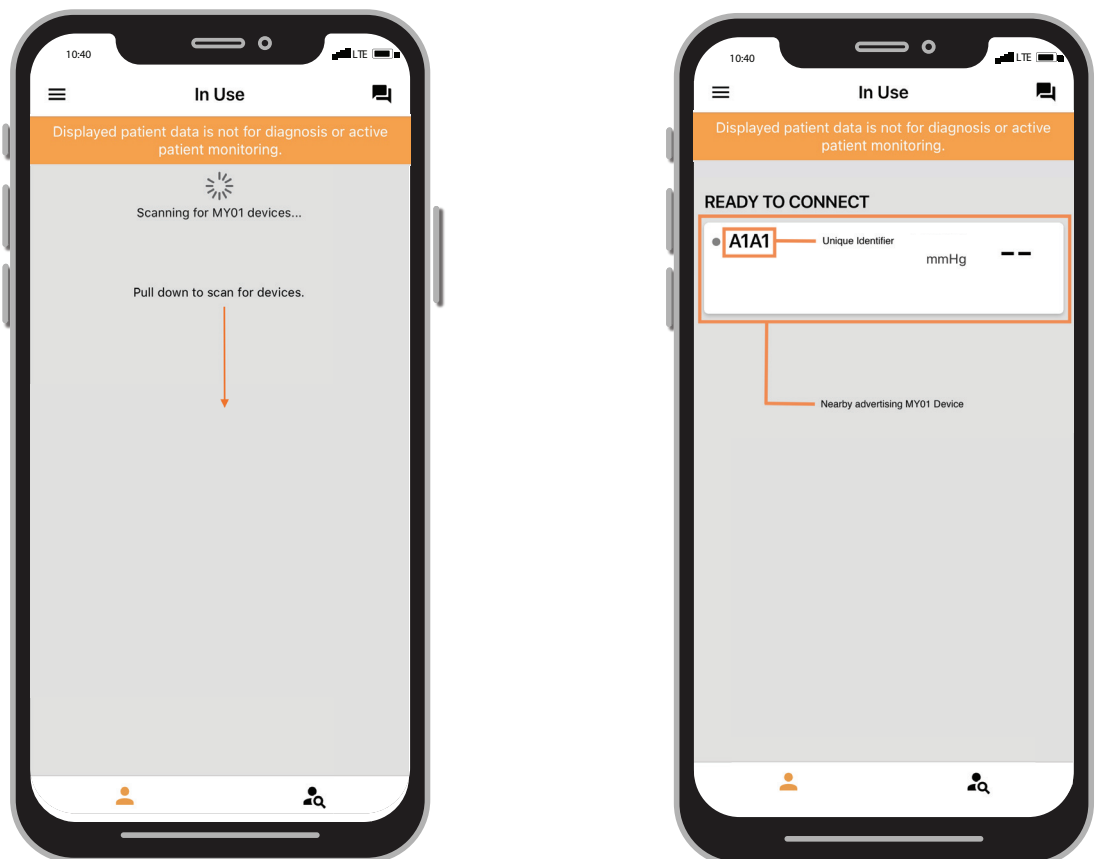 10:40
LTE
In Use
Displayed patient data is not for diagnosis or active
patient monitoring.
Scanning for MY01 devices...
Pull down to scan for devices.
10:40
LTE
In Use
Displayed patient data is not for diagnosis or active
patient monitoring.
READY TO CONNECT
A1A1 Unique Identifier
mmHg --
Nearby advertising MY01 Device